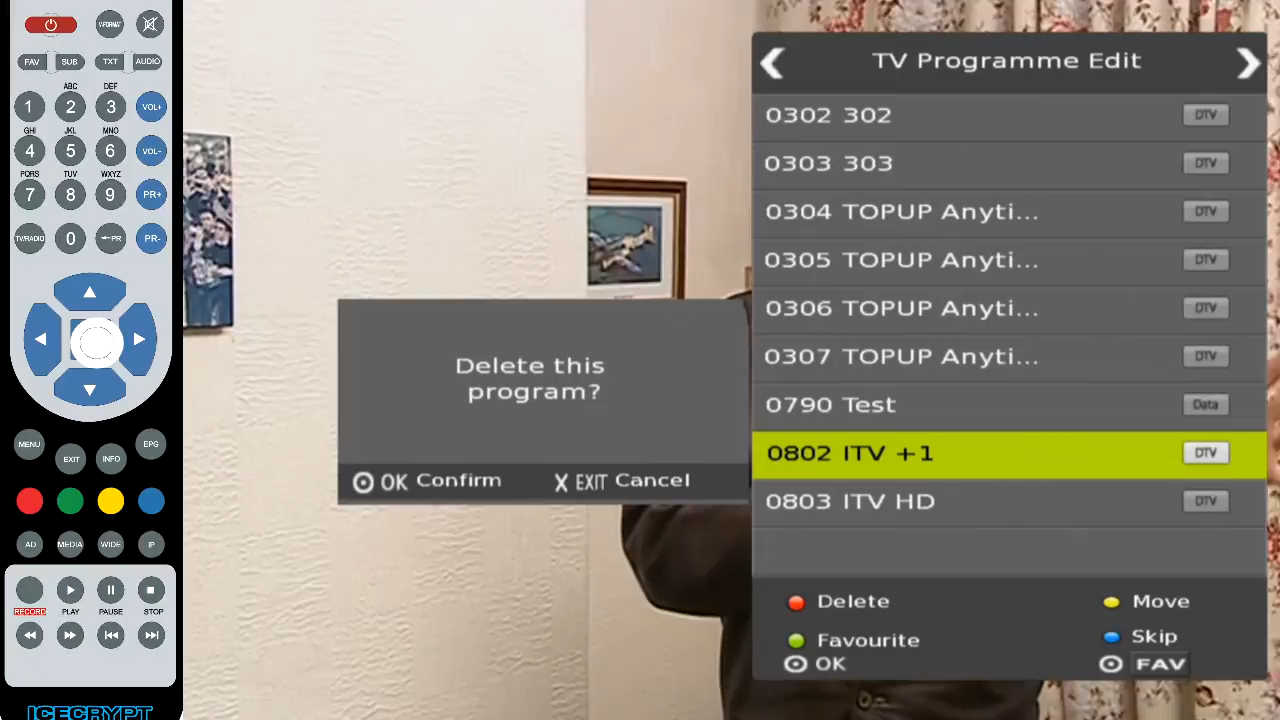 V-FORMAT
FAV SUB TXT AUDIO
ABC DEF
1 2 3 VOL+
GHI JKL MNO
4 5 6 VOL-
PQRS TUV WXYZ
7 8 9 PR+
TV/RADIO 0 PR PR-
MENU EXIT INFO EPG
AD MEDIA WIDE IP
RECORD PLAY PAUSE STOP
ICECRYPT
Delete this
program?
OK Confirm X EXIT Cancel
TV Programme Edit
0302 302 DTV
0303 303 DTV
0304 TOPUP Anyti... DTV
0305 TOPUP Anyti... DTV
0306 TOPUP Anyti... DTV
0307 TOPUP Anyti... DTV
0790 Test Data
0802 ITV +1 DTV
0803 ITV HD DTV
Delete Move
Favourite Skip
OK FAV